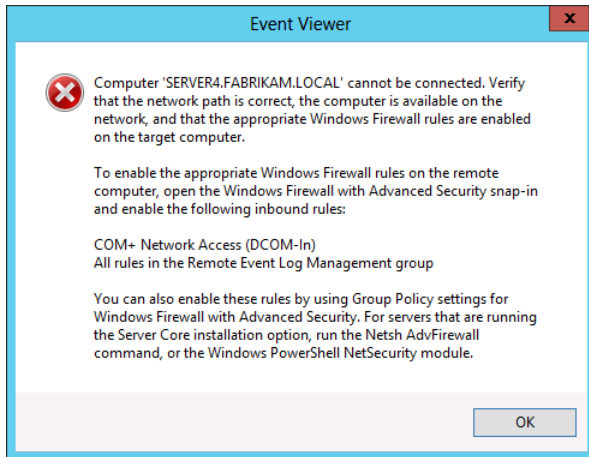 Event Viewer
x
Computer 'SERVER4.FABRIKAM.LOCAL' cannot be connected. Verify
that the network path is correct, the computer is available on the
network, and that the appropriate Windows Firewall rules are enabled
on the target computer.
To enable the appropriate Windows Firewall rules on the remote
computer, open the Windows Firewall with Advanced Security snap-in
and enable the following inbound rules:
COM+ Network Access (DCOM-In)
All rules in the Remote Event Log Management group
You can also enable these rules by using Group Policy settings for
Windows Firewall with Advanced Security. For servers that are running
the Server Core installation option, run the Netsh AdvFirewall
command, or the Windows PowerShell NetSecurity module.
OK